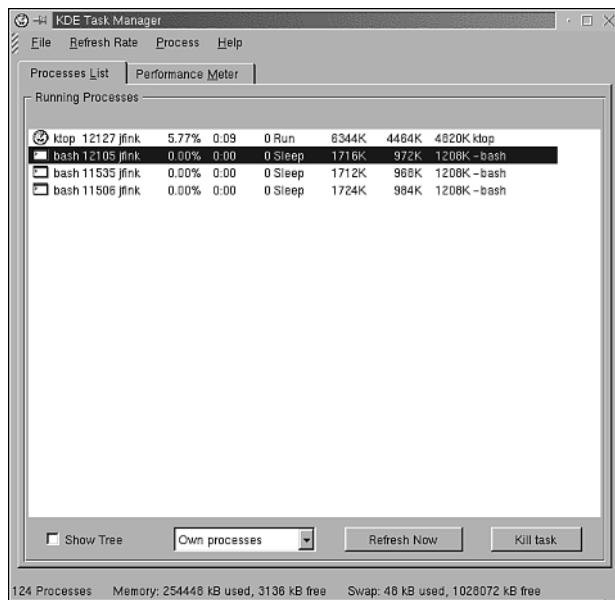 KDE Task Manager
File Refresh Rate Process Help
Processes List Performance Meter
Running Processes
ktop 12127 jfink 5.77% 0:09 0 Run 6344K 4464K 4820K ktop
bash 12105 jfink 0.00% 0:00 0 Sleep 1716K 972K 1208K -bash
bash 11535 jfink 0.00% 0:00 0 Sleep 1712K 968K 1208K -bash
bash 11506 jfink 0.00% 0:00 0 Sleep 1724K 984K 1208K -bash
Show Tree Own processes Refresh Now Kill task
124 Processes Memory: 254448 kB used, 3136 kB free Swap: 48 kB used, 1028072 kB free